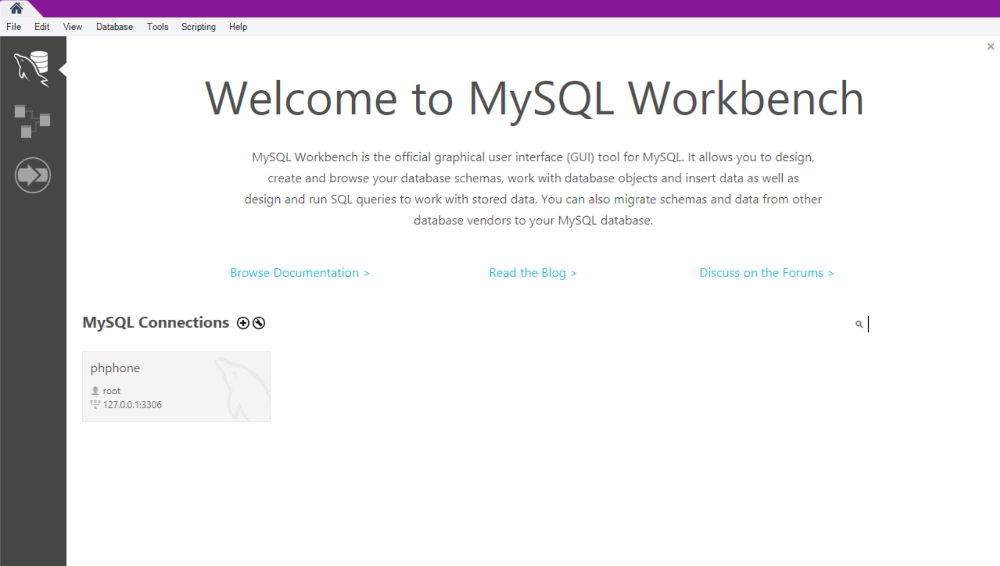 File Edit View Database Tools Scripting Help
Welcome to MySQL Workbench
MySQL Workbench is the official graphical user interface (GUI) tool for MySQL. It allows you to design,
create and browse your database schemas, work with database objects and insert data as well as
design and run SQL queries to work with stored data. You can also migrate schemas and data from other
database vendors to your MySQL database.
Browse Documentation > Read the Blog > Discuss on the Forums >
MySQL Connections
phphone
root
127.0.0.1:3306